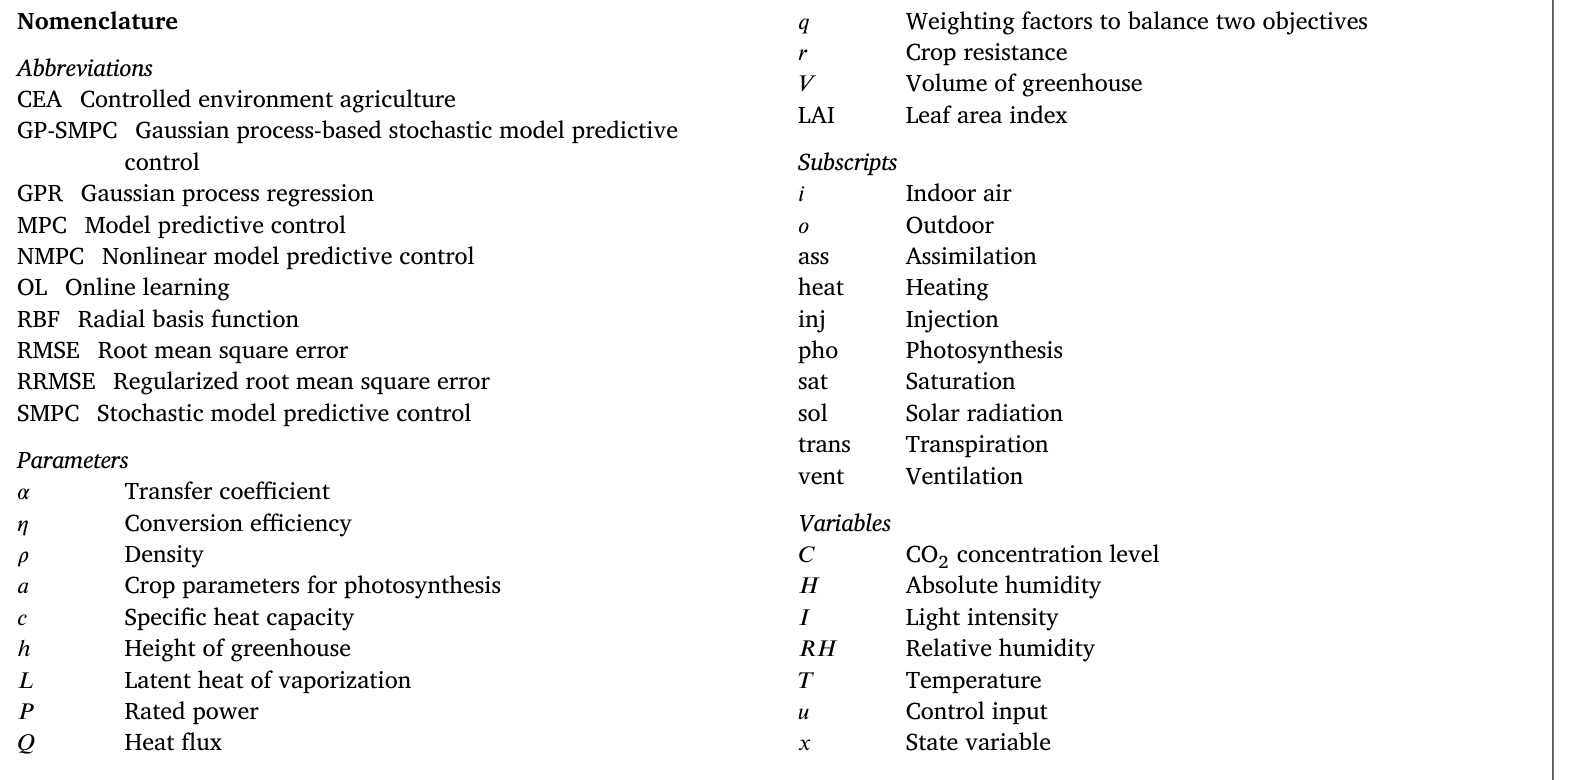 Nomenclature
Abbreviations
CEA Controlled environment agriculture
GP-SMPC Gaussian process-based stochastic model predictive
control
GPR Gaussian process regression
MPC Model predictive control
NMPC Nonlinear model predictive control
OL Online learning
RBF Radial basis function
RMSE Root mean square error
RRMSE Regularized root mean square error
SMPC Stochastic model predictive control
Parameters
α Transfer coefficient
η Conversion efficiency
ρ Density
a Crop parameters for photosynthesis
c Specific heat capacity
h Height of greenhouse
L Latent heat of vaporization
P Rated power
Q Heat flux
q Weighting factors to balance two objectives
r Crop resistance
V Volume of greenhouse
LAI Leaf area index
Subscripts
i Indoor air
o Outdoor
ass Assimilation
heat Heating
inj Injection
pho Photosynthesis
sat Saturation
sol Solar radiation
trans Transpiration
vent Ventilation
Variables
C CO₂ concentration level
H Absolute humidity
I Light intensity
RH Relative humidity
T Temperature
u Control input
x State variable